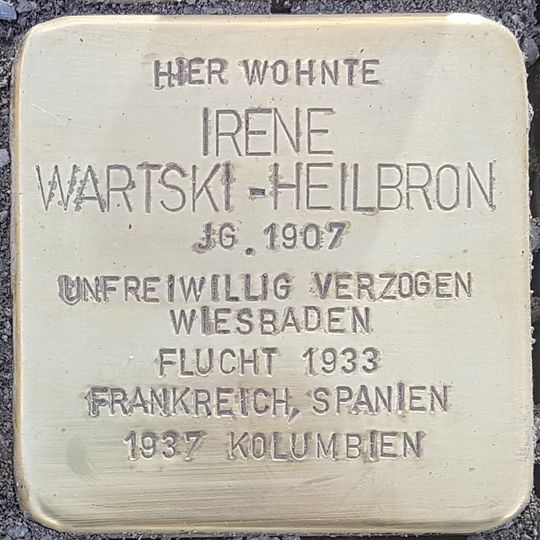 HIER WOHNTE
IRENE
WARTSKI-HEILBRON
JG. 1907
UNFREIWILLIG VERZOGEN
WIESBADEN
FLUCHT 1933
FRANKREICH, SPANIEN
1937 KOLUMBIEN